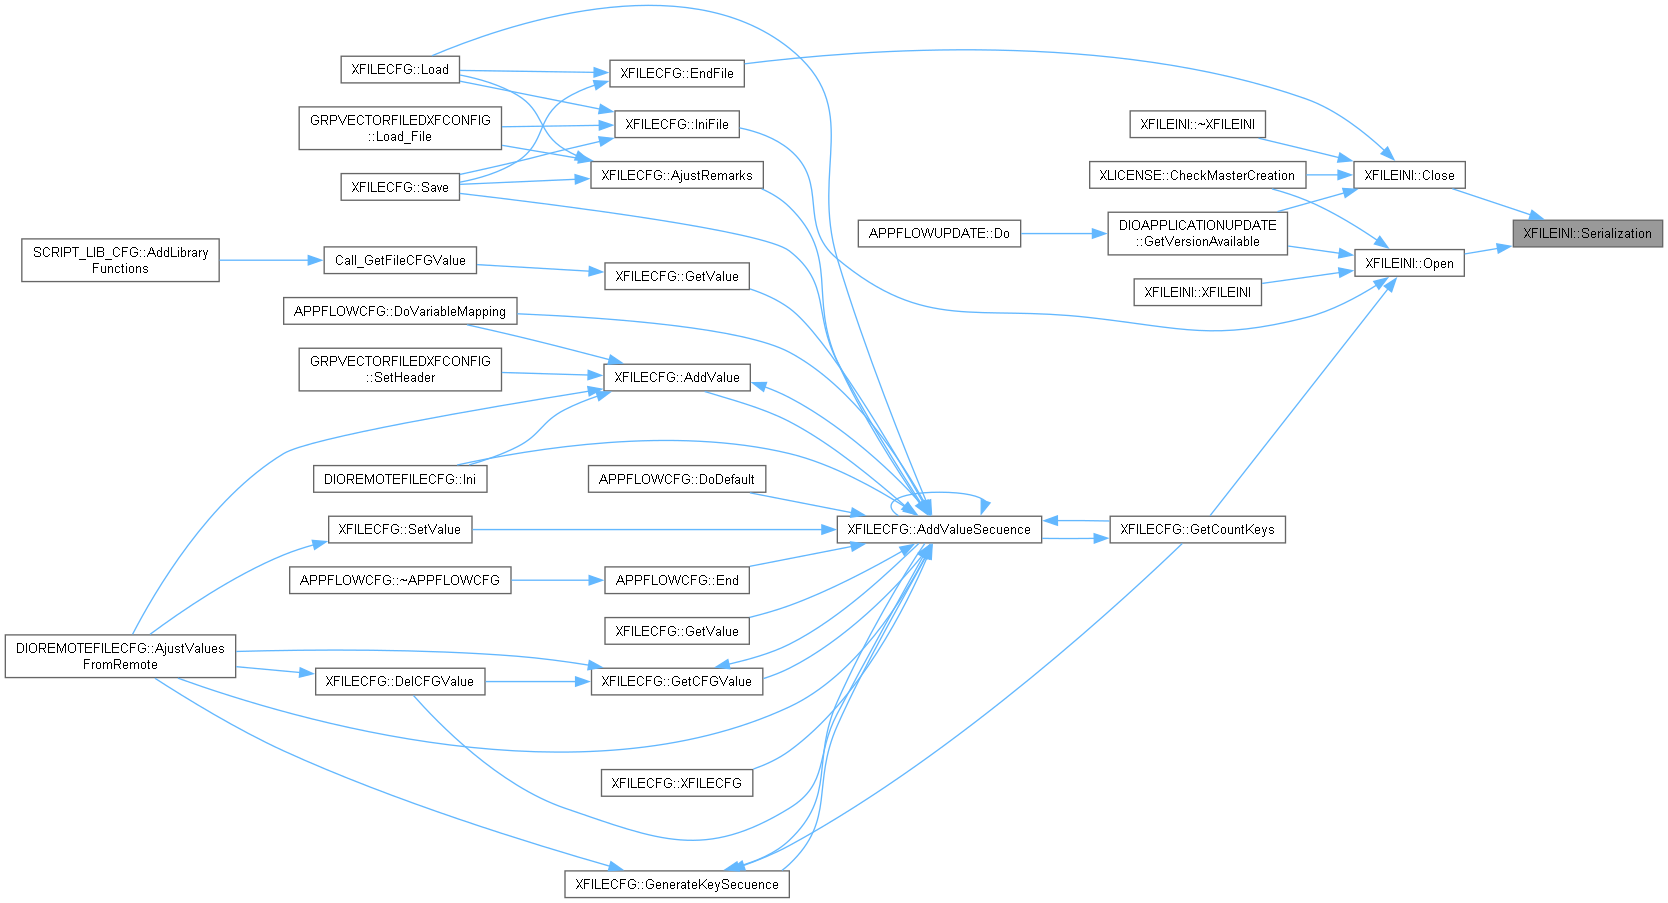 XFILECFG::Load
XFILECFG::EndFile
GRPVECTORFILEDXFCONFIG
::Load_File
XFILECFG::IniFile
XFILEINI::~XFILEINI
XFILECFG::Save
XFILECFG::AjustRemarks
XLICENSE::CheckMasterCreation
XFILEINI::Close
APPFLOWUPDATE::Do
DIOAPPLICATIONUPDATE
::GetVersionAvailable
XFILEINI::Serialization
SCRIPT_LIB_CFG::AddLibrary
Functions
Call_GetFileCFGValue
XFILECFG::GetValue
XFILEINI::Open
XFILEINI::XFILEINI
APPFLOWCFG::DoVariableMapping
GRPVECTORFILEDXFCONFIG
::SetHeader
XFILECFG::AddValue
DIOREMOTEFILECFG::Ini
APPFLOWCFG::DoDefault
XFILECFG::SetValue
XFILECFG::AddValueSecuence
XFILECFG::GetCountKeys
APPFLOWCFG::~APPFLOWCFG
APPFLOWCFG::End
XFILECFG::GetValue
DIOREMOTEFILECFG::AjustValues
FromRemote
XFILECFG::DelCFGValue
XFILECFG::GetCFGValue
XFILECFG::XFILECFG
XFILECFG::GenerateKeySecuence